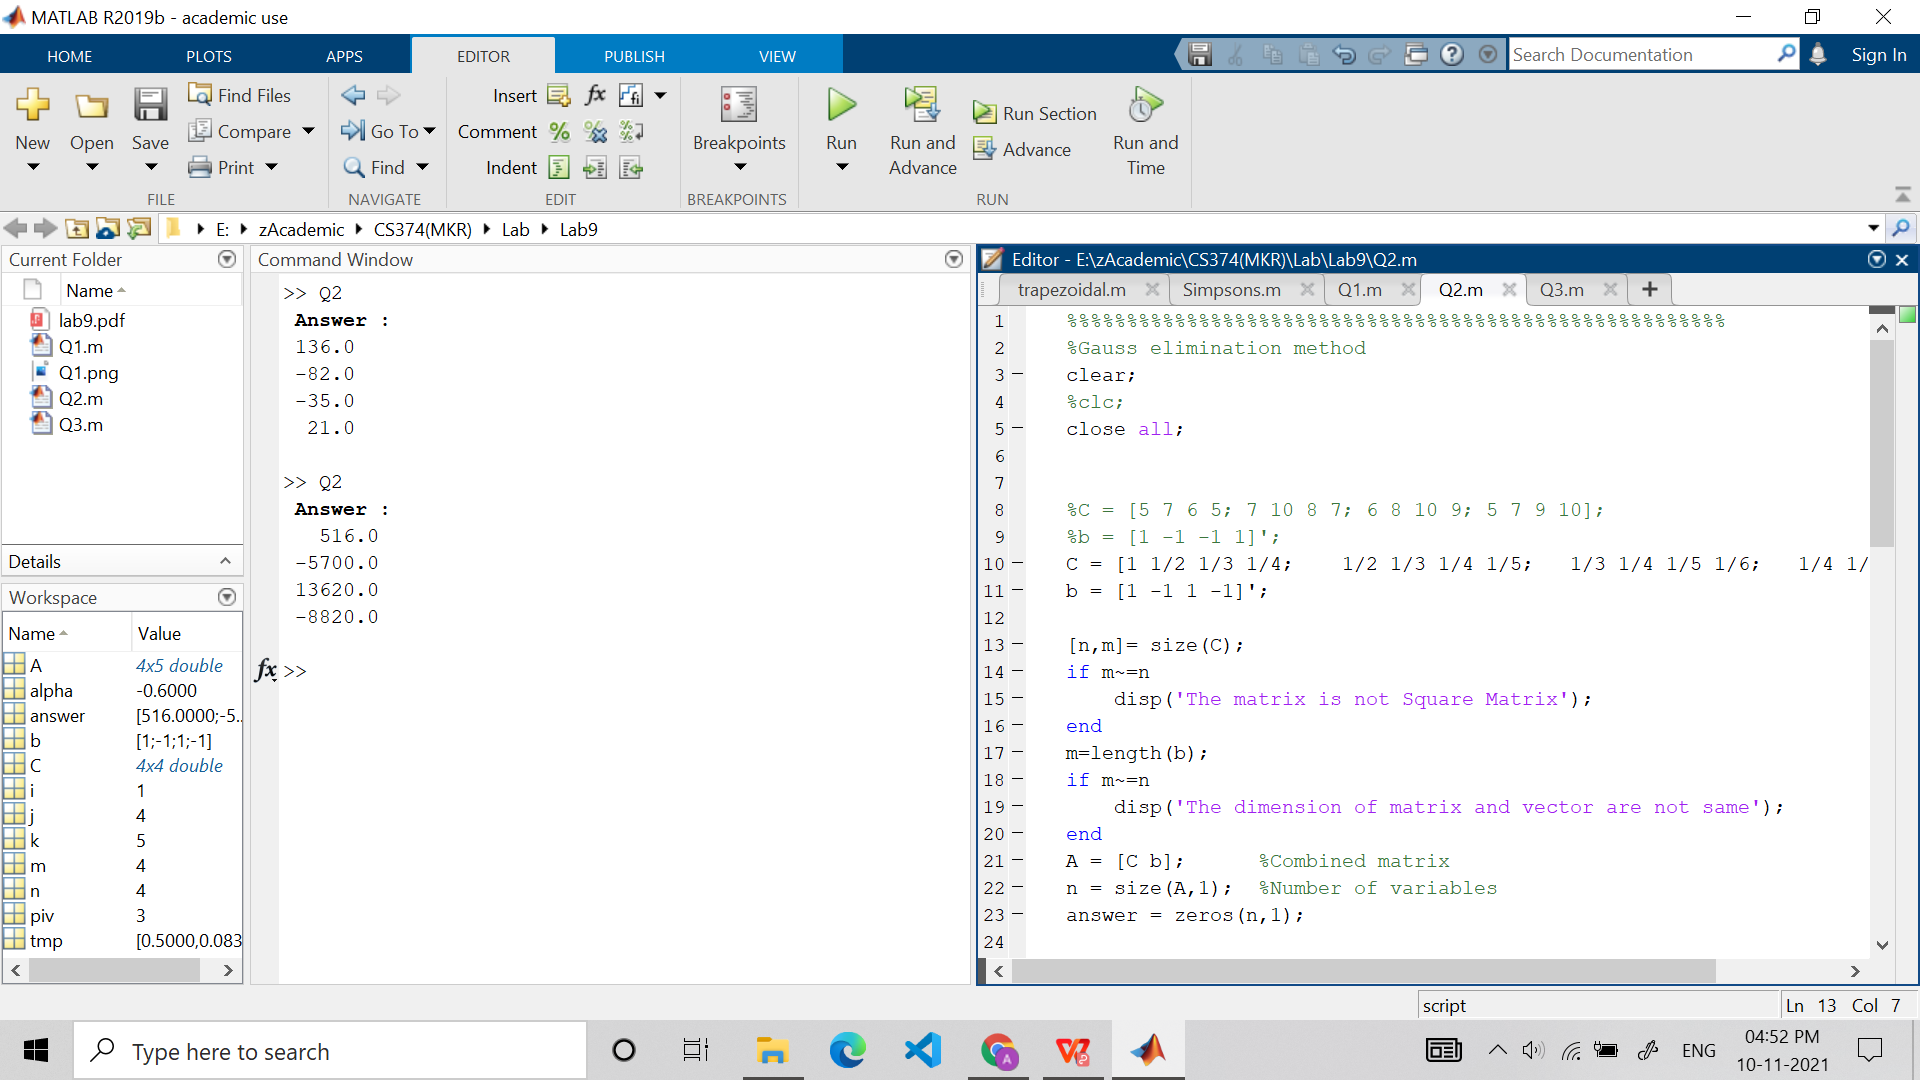 MATLAB R2019b - academic use
HOME PLOTS APPS EDITOR PUBLISH VIEW
Search Documentation
Sign In
New
Open
Save
Find Files
Compare
Print
FILE
Go To
Find
NAVIGATE
Insert fx
Comment
Indent
EDIT
Breakpoints
BREAKPOINTS
Run
Run and Advance
Run Section
Advance
Run and Time
RUN
E: zAcademic CS374(MKR) Lab Lab9
Current Folder
Name
lab9.pdf
Q1.m
Q1.png
Q2.m
Q3.m
Details
Workspace
Name Value
A 4x5 double
alpha -0.6000
answer [516.0000;-5..
b [1;-1;1;-1]
C 4x4 double
i 1
j 4
k 5
m 4
n 4
piv 3
tmp [0.5000,0.083
Command Window
>> Q2
Answer :
136.0
-82.0
-35.0
21.0
>> Q2
Answer :
516.0
-5700.0
13620.0
-8820.0
fx >>
Editor - E:\zAcademic\CS374(MKR)\Lab\Lab9\Q2.m
trapezoidal.m Simpsons.m Q1.m Q2.m Q3.m
1 %%%%%%%%%%%%%%%%%%%%%%%%%%%%%%%%%%%%%%%%%%%%%%%%%%%%%%%
2 %Gauss elimination method
3 clear;
4 %clc;
5 close all;
6
7
8 %C = [5 7 6 5; 7 10 8 7; 6 8 10 9; 5 7 9 10];
9 %b = [1 -1 -1 1]';
10 C = [1 1/2 1/3 1/4; 1/2 1/3 1/4 1/5; 1/3 1/4 1/5 1/6; 1/4 1/
11 b = [1 -1 1 -1]';
12
13 [n,m]= size(C);
14 if m~=n
15 disp('The matrix is not Square Matrix');
16 end
17 m=length(b);
18 if m~=n
19 disp('The dimension of matrix and vector are not same');
20 end
21 A = [C b]; %Combined matrix
22 n = size(A,1); %Number of variables
23 answer = zeros(n,1);
24
script
Ln 13 Col 7
Type here to search
ENG
04:52 PM
10-11-2021